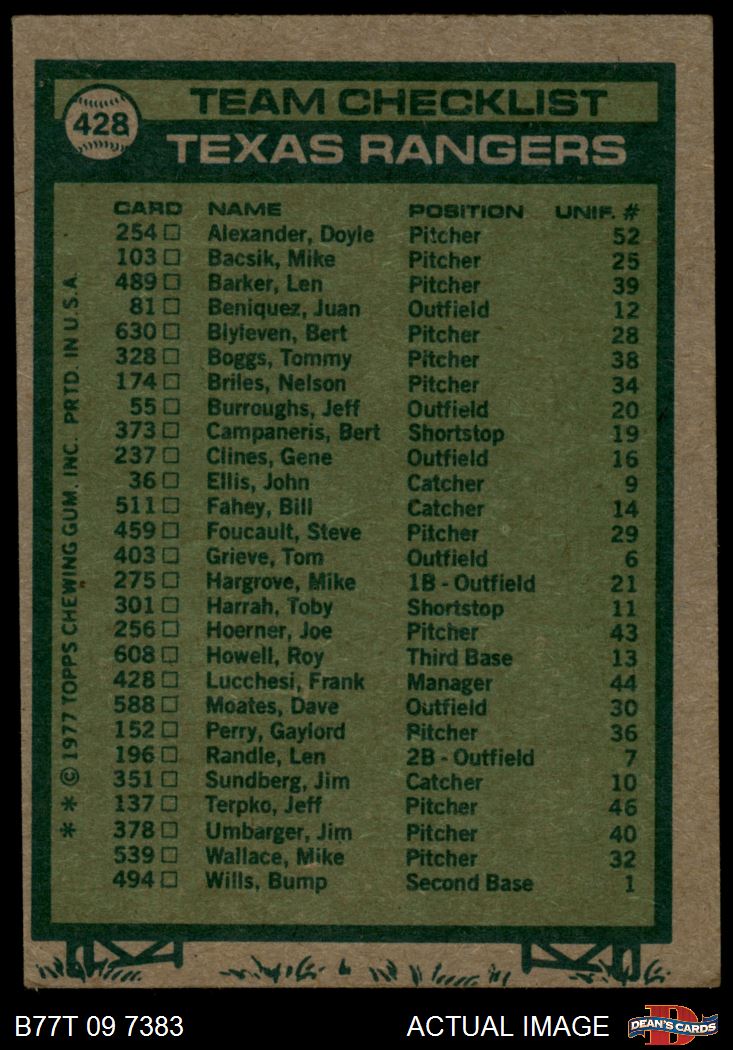 428
TEAM CHECKLIST
TEXAS RANGERS
CARD NAME POSITION UNIF. #
254 □ Alexander, Doyle Pitcher 52
103 □ Bacsik, Mike Pitcher 25
489 □ Barker, Len Pitcher 39
81 □ Beniquez, Juan Outfield 12
630 □ Blyleven, Bert Pitcher 28
328 □ Boggs, Tommy Pitcher 38
174 □ Briles, Nelson Pitcher 34
55 □ Burroughs, Jeff Outfield 20
373 □ Campaneris, Bert Shortstop 19
237 □ Clines, Gene Outfield 16
36 □ Ellis, John Catcher 9
511 □ Fahey, Bill Catcher 14
459 □ Foucault, Steve Pitcher 29
403 □ Grieve, Tom Outfield 6
275 □ Hargrove, Mike 1B - Outfield 21
301 □ Harrah, Toby Shortstop 11
256 □ Hoerner, Joe Pitcher 43
608 □ Howell, Roy Third Base 13
428 □ Lucchesi, Frank Manager 44
588 □ Moates, Dave Outfield 30
152 □ Perry, Gaylord Pitcher 36
196 □ Randle, Len 2B - Outfield 7
351 □ Sundberg, Jim Catcher 10
137 □ Terpko, Jeff Pitcher 46
378 □ Umbarger, Jim Pitcher 40
539 □ Wallace, Mike Pitcher 32
494 □ Wills, Bump Second Base 1
* * © 1977 TOPPS CHEWING GUM, INC. PRTD. IN U.S.A.
B77T 09 7383 ACTUAL IMAGE
D
DEAN'S CARDS